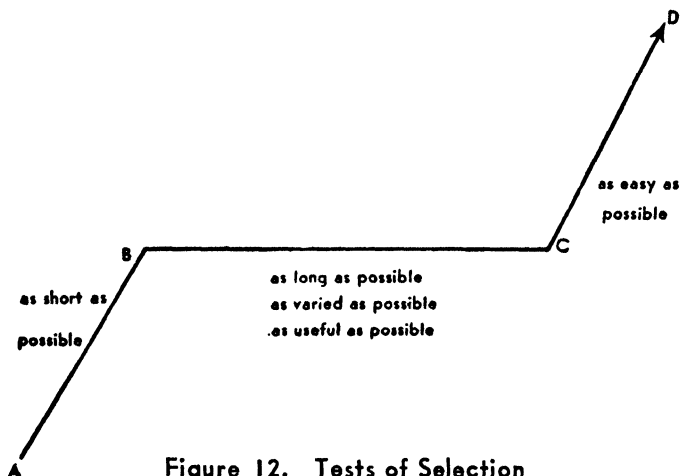 D
as easy as
possible
B
C
as long as possible
as varied as possible
.as useful as possible
as short as
possible
A
Figure 12. Tests of Selection